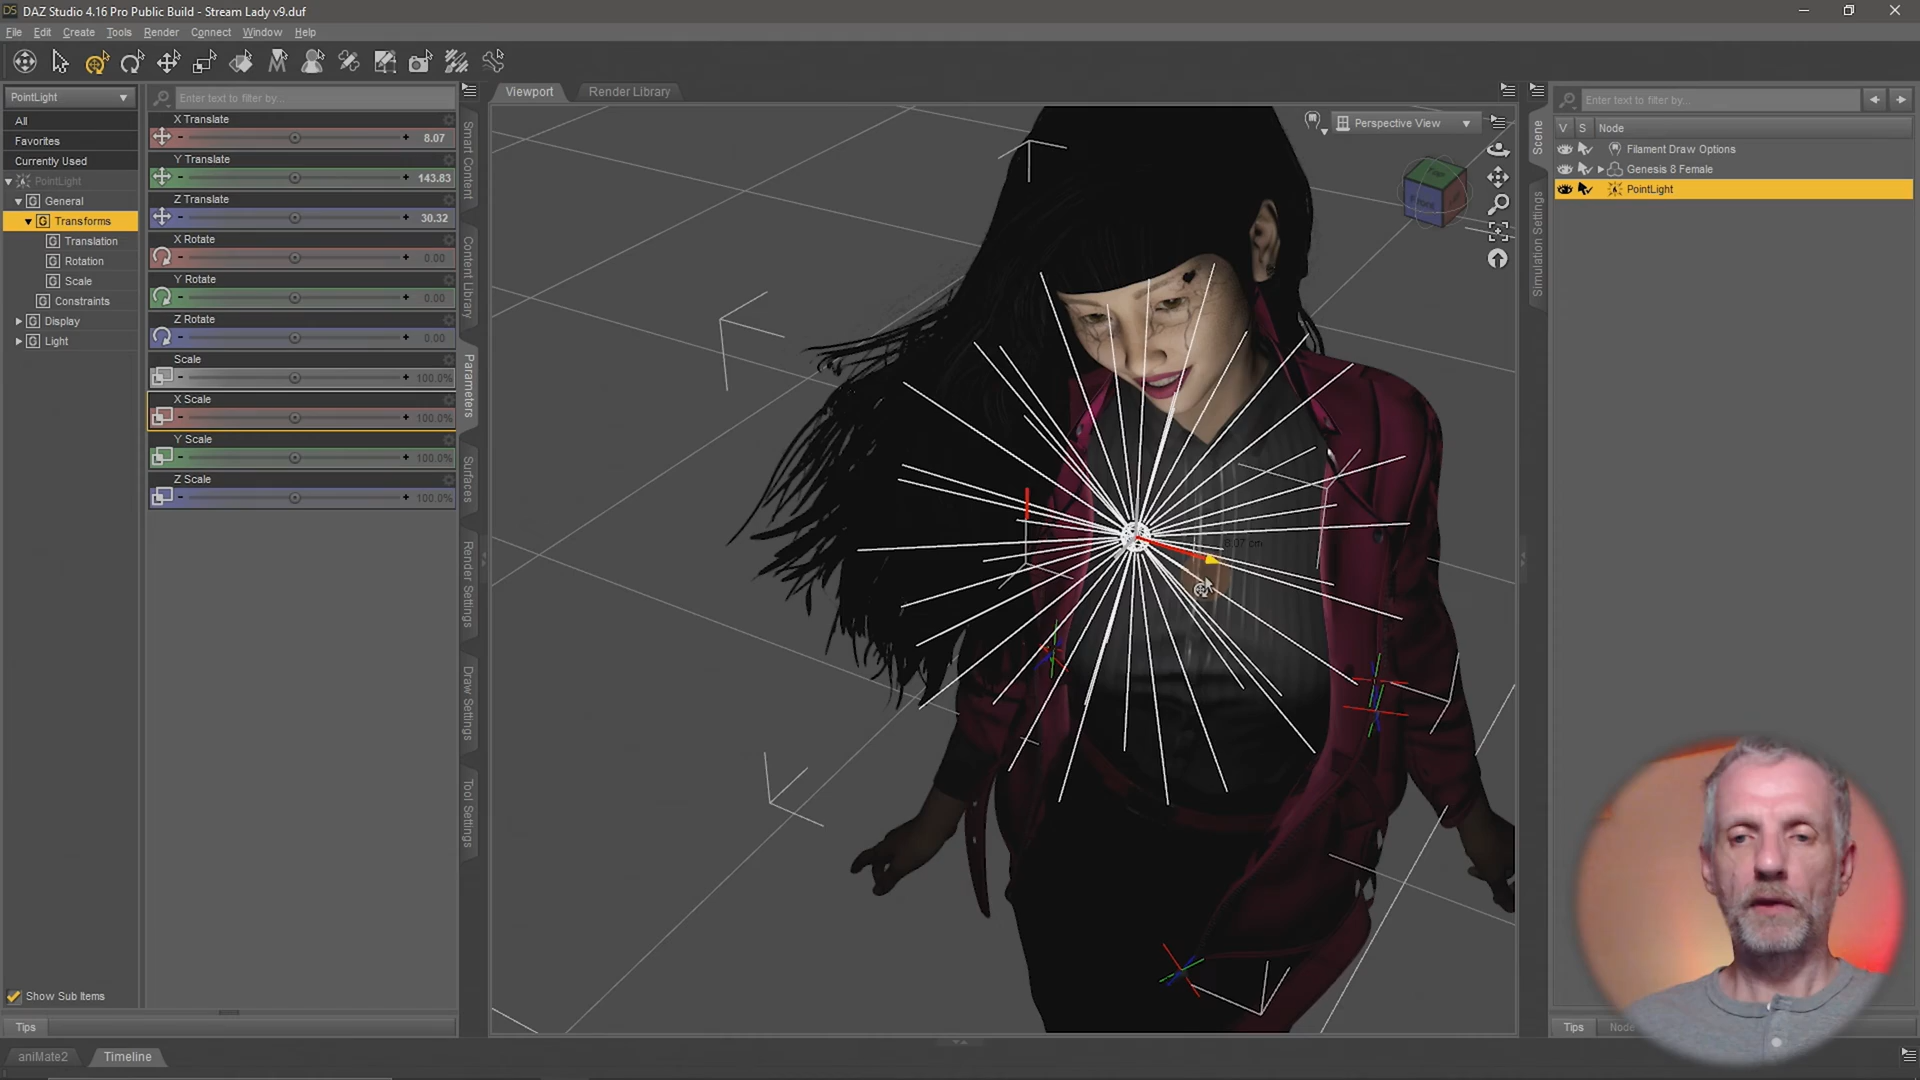 DS DAZ Studio 4.16 Pro Public Build - Stream Lady v9.duf
File Edit Create Tools Render Connect Window Help
PointLight
All
Favorites
Currently Used
PointLight
General
G Transforms
G Translation
G Rotation
G Scale
G Constraints
G Display
G Light
Show Sub Items
Tips
Enter text to filter by...
X Translate
8.07
Y Translate
143.83
Z Translate
30.32
X Rotate
0.00
Y Rotate
0.00
Z Rotate
0.00
Scale
100.0%
X Scale
100.0%
Y Scale
100.0%
Z Scale
100.0%
Smart Content
Content Library
Parameters
Surfaces
Render Settings
Draw Settings
Tool Settings
Viewport
Render Library
Perspective View
8.07 cm
Scene
Simulation Settings
Enter text to filter by...
V S Node
Filament Draw Options
Genesis 8 Female
PointLight
Tips
Node
aniMate2
Timeline